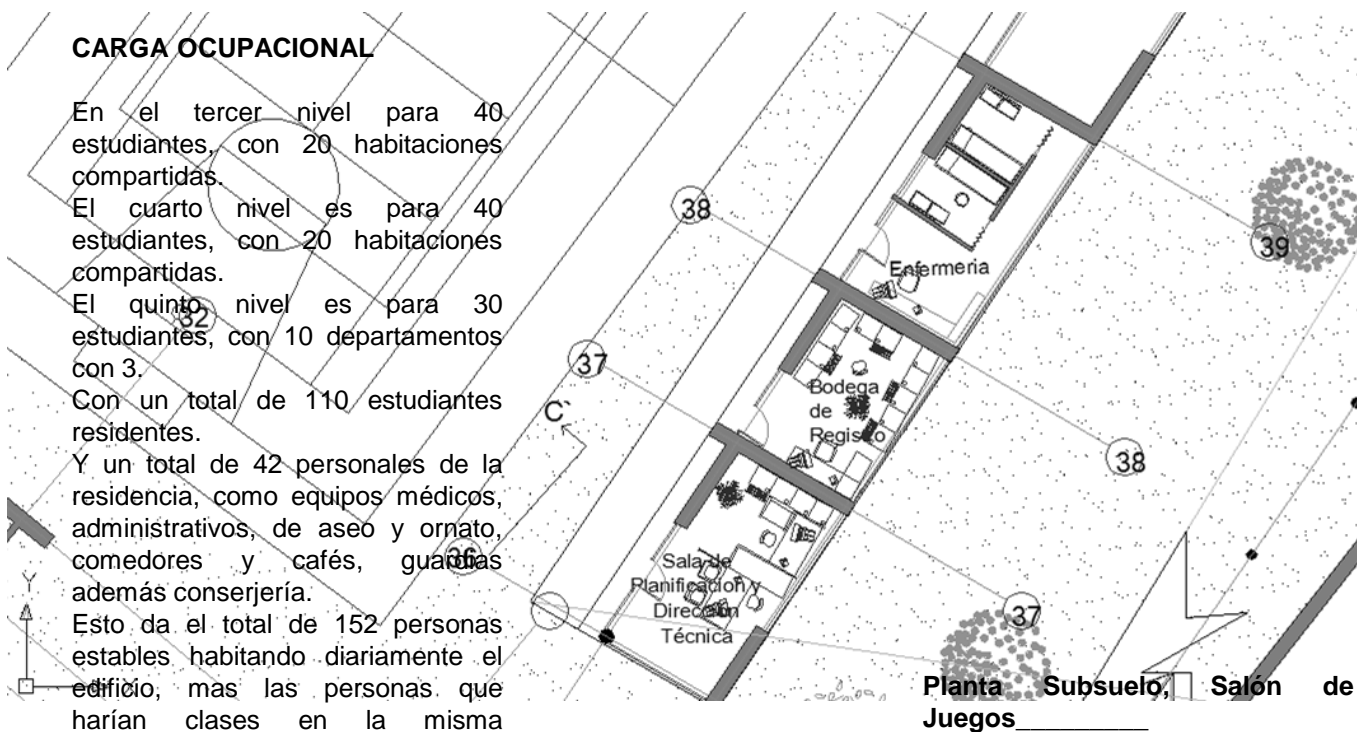 CARGA OCUPACIONAL
En el tercer nivel para 40
estudiantes, con 20 habitaciones
compartidas.
El cuarto nivel es para 40
estudiantes, con 20 habitaciones
compartidas.
El quinto nivel es para 30
estudiantes, con 10 departamentos
con 3.
Con un total de 110 estudiantes
residentes.
Y un total de 42 personales de la
residencia, como equipos médicos,
administrativos, de aseo y ornato,
comedores y cafés, guardias
además conserjería.
Esto da el total de 152 personas
estables habitando diariamente el
edificio, mas las personas que
harían clases en la misma
32
36
37
38
C`
39
38
37
Enfermeria
Bodega
de
Registro
Sala de
Planificacion y
Dirección
Técnica
Y
Planta Subsuelo, Salón de
Juegos_________